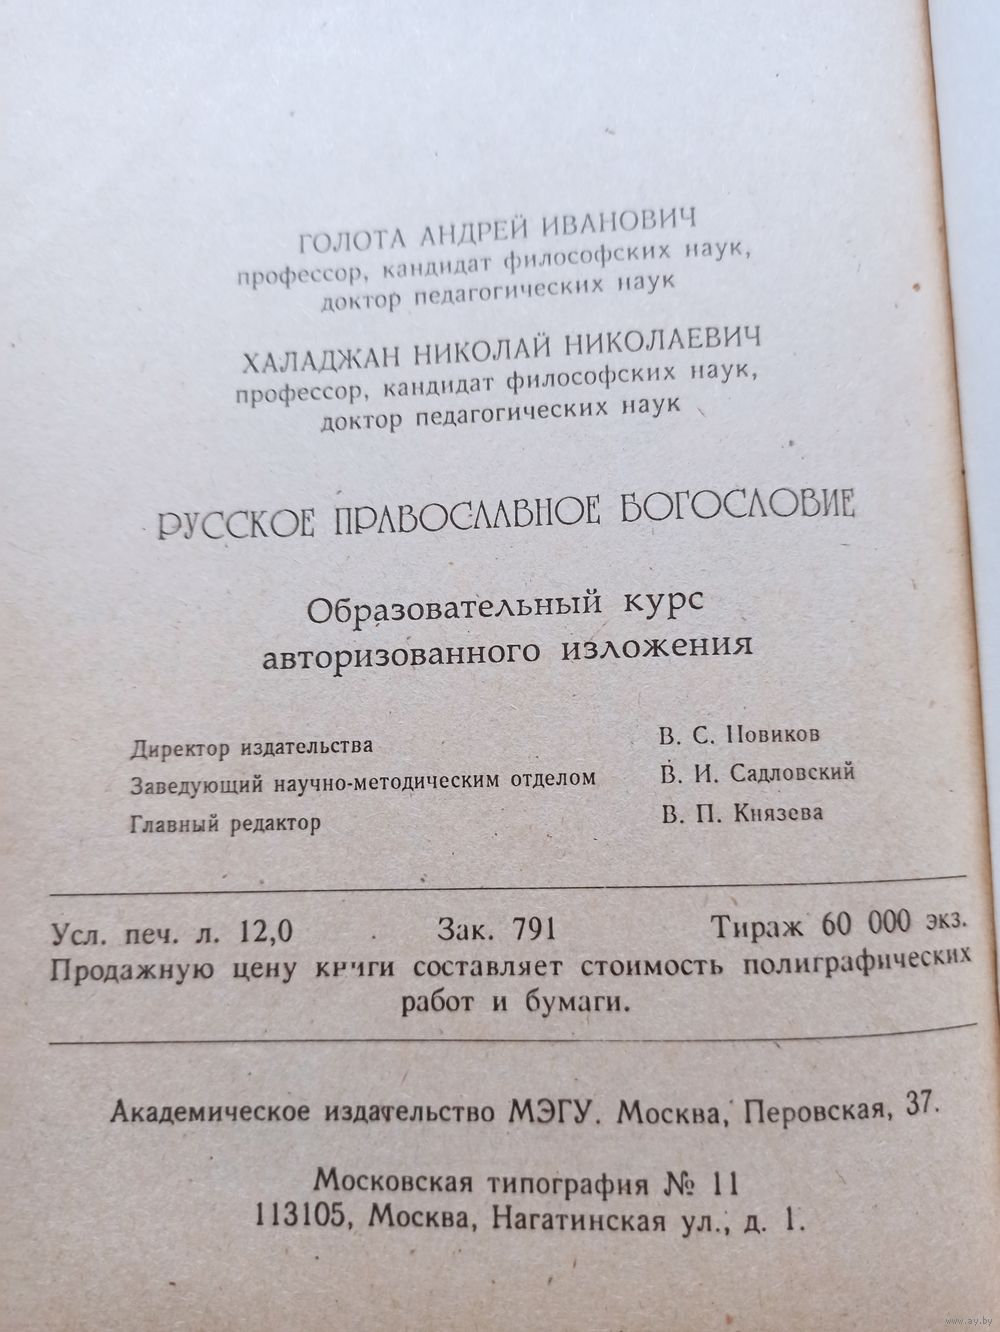 ГОЛОТА АНДРЕЙ ИВАНОВИЧ
профессор, кандидат философских наук,
доктор педагогических наук
ХАЛАДЖАН НИКОЛАЙ НИКОЛАЕВИЧ
профессор, кандидат философских наук,
доктор педагогических наук
РУССКОЕ ПРАВОСЛАВНОЕ БОГОСЛОВИЕ
Образовательный курс
авторизованного изложения
Директор издательства В. С. Новиков
Заведующий научно-методическим отделом В. И. Садловский
Главный редактор В. П. Князева
Усл. печ. л. 12,0 Зак. 791 Тираж 60 000 экз.
Продажную цену книги составляет стоимость полиграфических
работ и бумаги.
Академическое издательство МЭГУ. Москва, Перовская, 37.
Московская типография № 11
113105, Москва, Нагатинская ул., д. 1.
www.ay.by